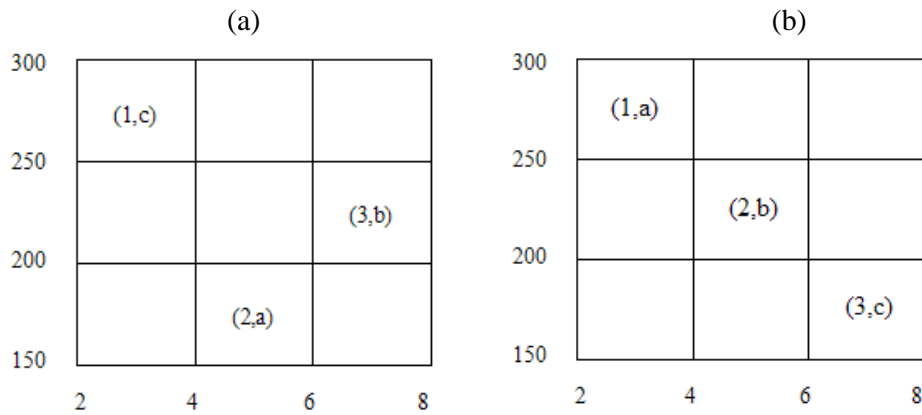 (a) (b)
300 300
(1,c) (1,a)
250 250
(3,b) (2,b)
200 200
(2,a) (3,c)
150 150
2 4 6 8 2 4 6 8